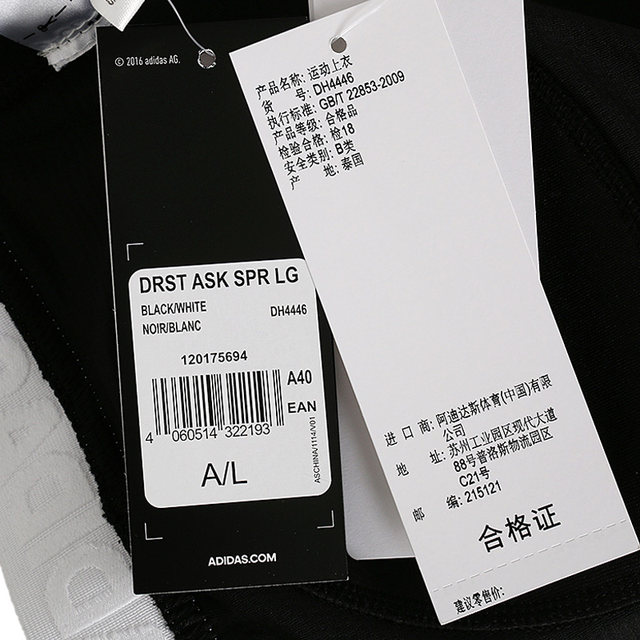 © 2016 adidas AG.
DRST ASK SPR LG
BLACK/WHITE
DH4446
NOIR/BLANC
120175694
A40
EAN
4 060514 322193
ASCHINA/1114/V01
A/L
ADIDAS.COM
产品名称: 运动上衣
货 号: DH4446
执行标准: GB/T 22853-2009
产品等级: 合格品
检验合格: 检18
安全类别: B类
产 地: 泰国
进 口 商: 阿迪达斯体育(中国)有限
公司
地 址: 苏州工业园区现代大道
88号普洛斯物流园区
C21号
邮 编: 215121
合格证
建议零售价: